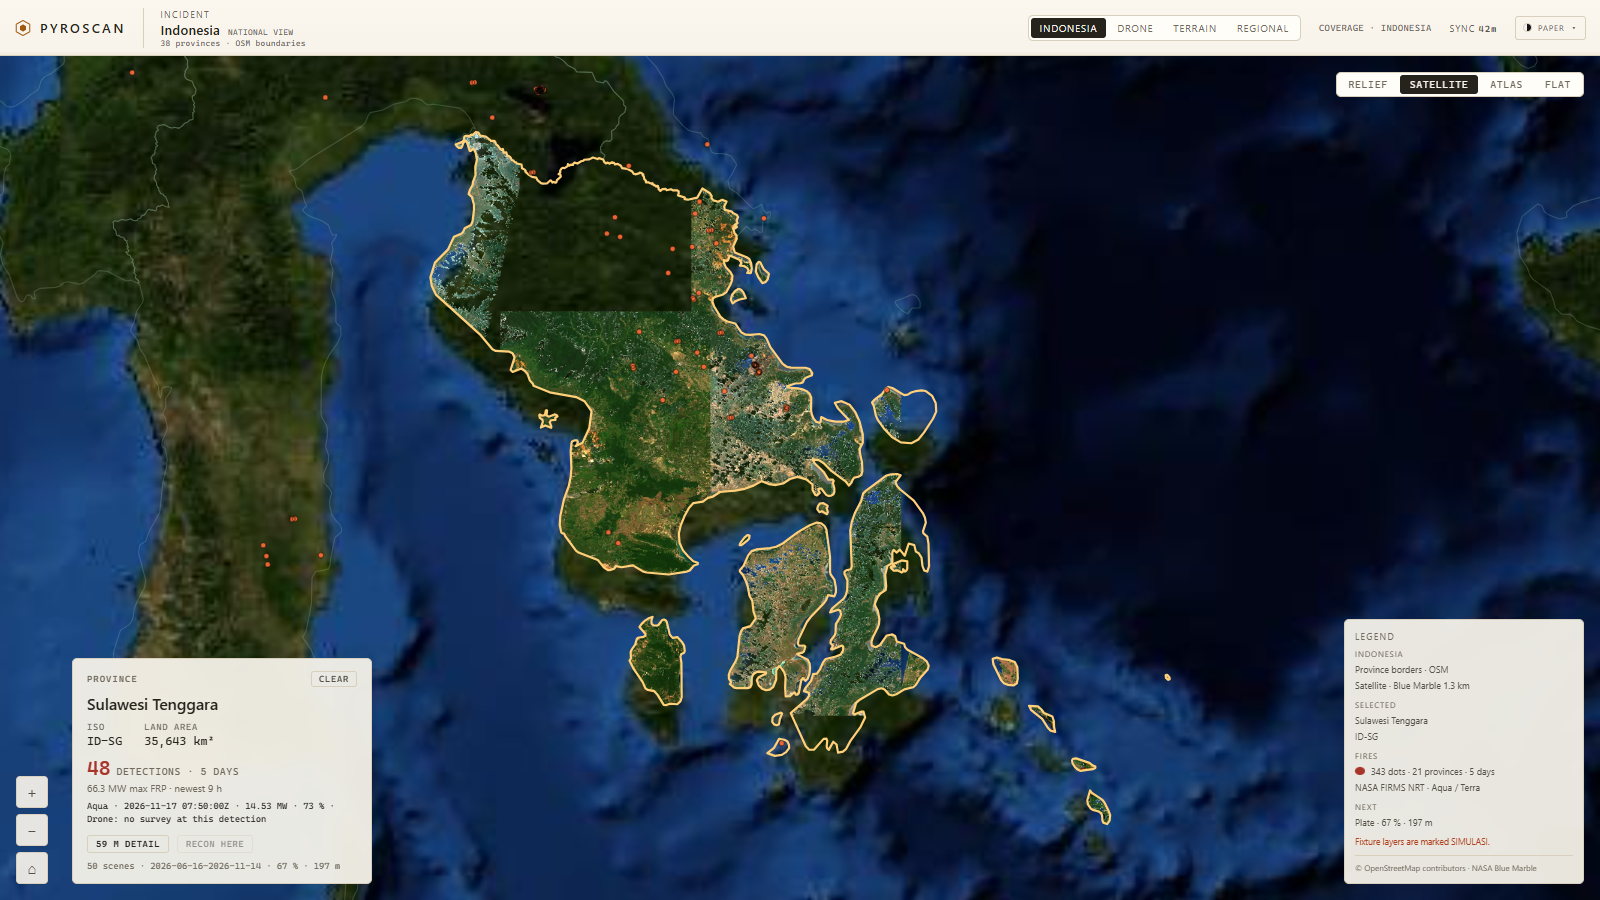 PYROSCAN
INCIDENT
Indonesia NATIONAL VIEW
38 provinces · OSM boundaries
INDONESIA DRONE TERRAIN REGIONAL
COVERAGE · INDONESIA
SYNC 42m
PAPER
RELIEF SATELLITE ATLAS FLAT
PROVINCE
CLEAR
Sulawesi Tenggara
ISO LAND AREA
ID-SG 35,643 km²
48 DETECTIONS · 5 DAYS
66.3 MW max FRP · newest 9 h
Aqua · 2026-11-17 07:50:00Z · 14.53 MW · 73 % ·
Drone: no survey at this detection
59 M DETAIL RECON HERE
50 scenes · 2026-06-16–2026-11-14 · 67 % · 197 m
+
−
⌂
LEGEND
INDONESIA
Province borders · OSM
Satellite · Blue Marble 1.3 km
SELECTED
Sulawesi Tenggara
ID-SG
FIRES
343 dots · 21 provinces · 5 days
NASA FIRMS NRT · Aqua / Terra
NEXT
Plate · 67 % · 197 m
Fixture layers are marked SIMULASI.
© OpenStreetMap contributors · NASA Blue Marble